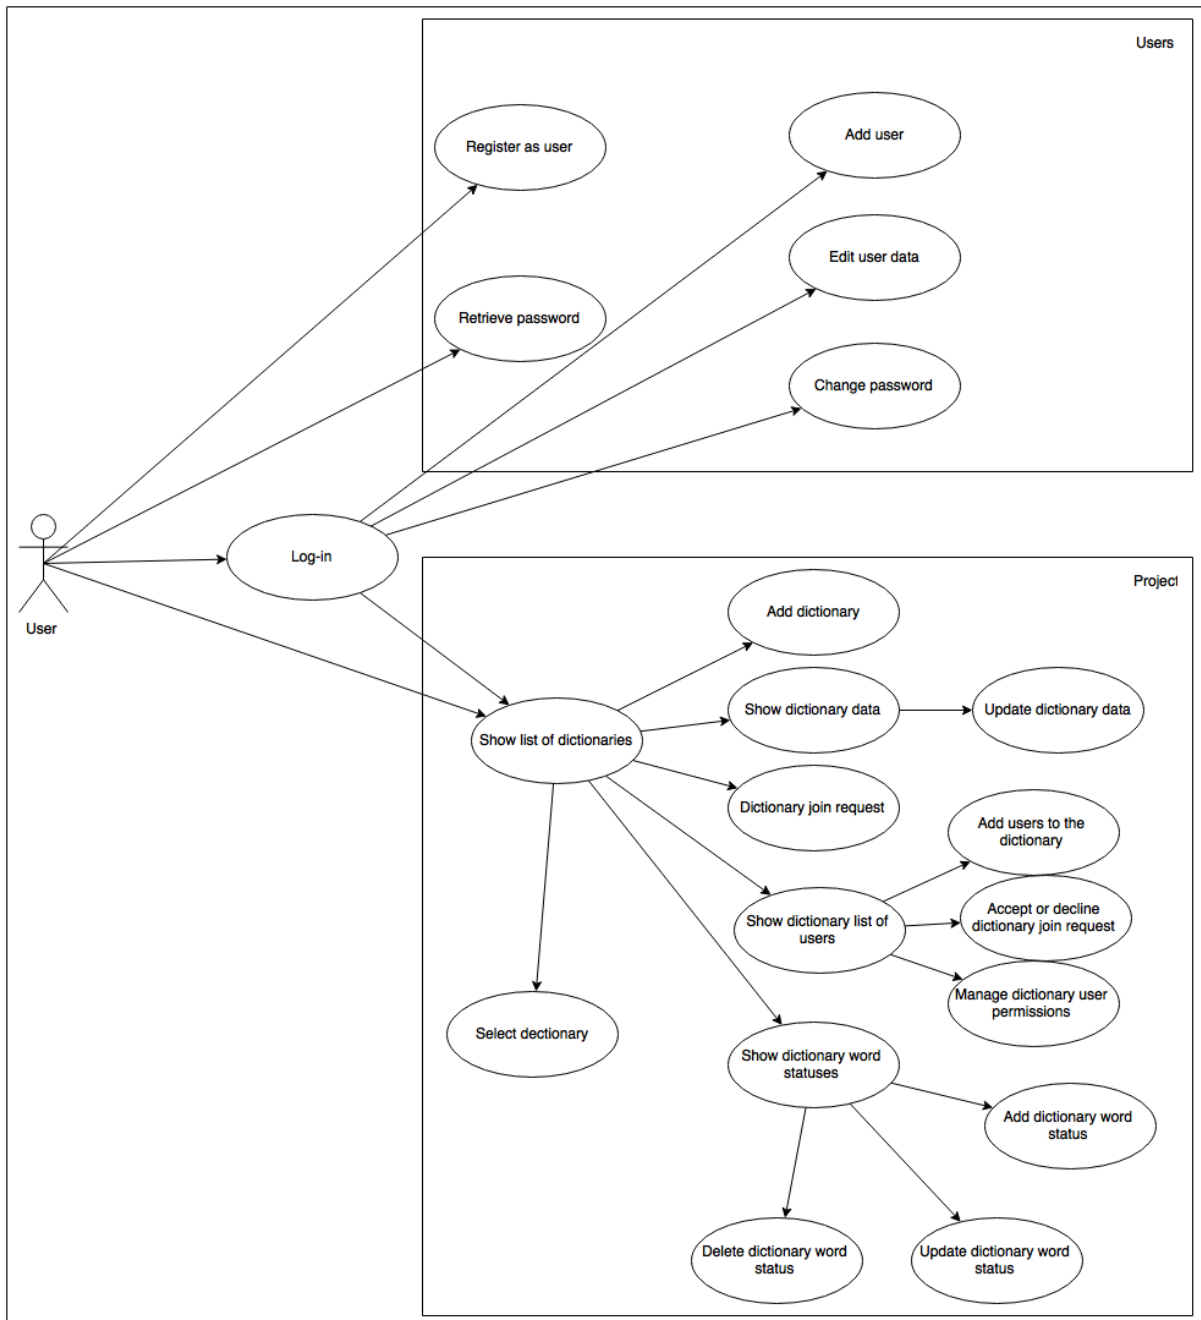 Users
Register as user
Add user
Edit user data
Retrieve password
Change password
Log-in
User
Project
Add dictionary
Show dictionary data
Update dictionary data
Show list of dictionaries
Dictionary join request
Add users to the
dictionary
Show dictionary list of
users
Accept or decline
dictionary join request
Manage dictionary user
permissions
Select dectionary
Show dictionary word
statuses
Add dictionary word
status
Delete dictionary word
status
Update dictionary word
status